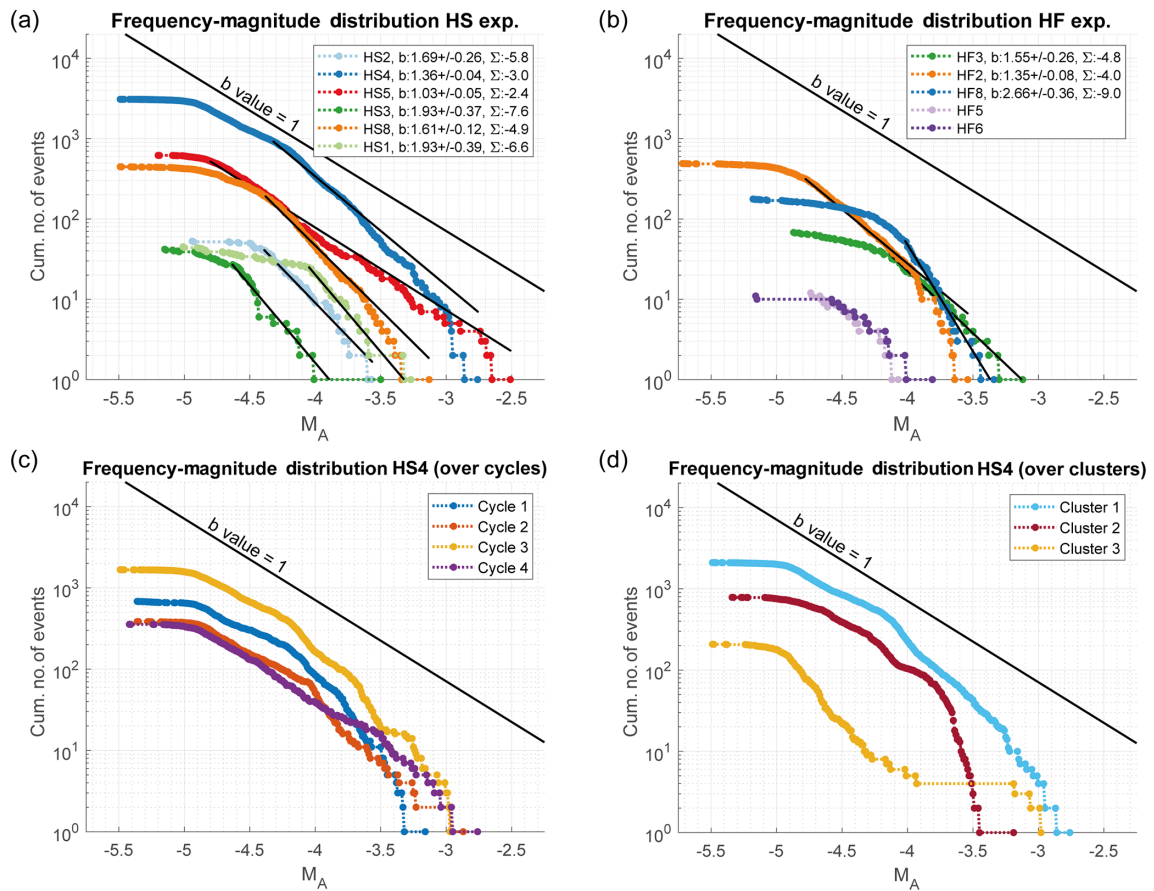 (a)
Frequency-magnitude distribution HS exp.
HS2, b:1.69+/-0.26, Σ:-5.8
HS4, b:1.36+/-0.04, Σ:-3.0
HS5, b:1.03+/-0.05, Σ:-2.4
HS3, b:1.93+/-0.37, Σ:-7.6
HS8, b:1.61+/-0.12, Σ:-4.9
HS1, b:1.93+/-0.39, Σ:-6.6
b value = 1
Cum. no. of events
10^4
10^3
10^2
10^1
10^0
-5.5 -5 -4.5 -4 -3.5 -3 -2.5
M_A
(b)
Frequency-magnitude distribution HF exp.
HF3, b:1.55+/-0.26, Σ:-4.8
HF2, b:1.35+/-0.08, Σ:-4.0
HF8, b:2.66+/-0.36, Σ:-9.0
HF5
HF6
b value = 1
Cum. no. of events
10^4
10^3
10^2
10^1
10^0
-5.5 -5 -4.5 -4 -3.5 -3 -2.5
M_A
(c)
Frequency-magnitude distribution HS4 (over cycles)
Cycle 1
Cycle 2
Cycle 3
Cycle 4
b value = 1
Cum. no. of events
10^4
10^3
10^2
10^1
10^0
-5.5 -5 -4.5 -4 -3.5 -3 -2.5
M_A
(d)
Frequency-magnitude distribution HS4 (over clusters)
Cluster 1
Cluster 2
Cluster 3
b value = 1
Cum. no. of events
10^4
10^3
10^2
10^1
10^0
-5.5 -5 -4.5 -4 -3.5 -3 -2.5
M_A